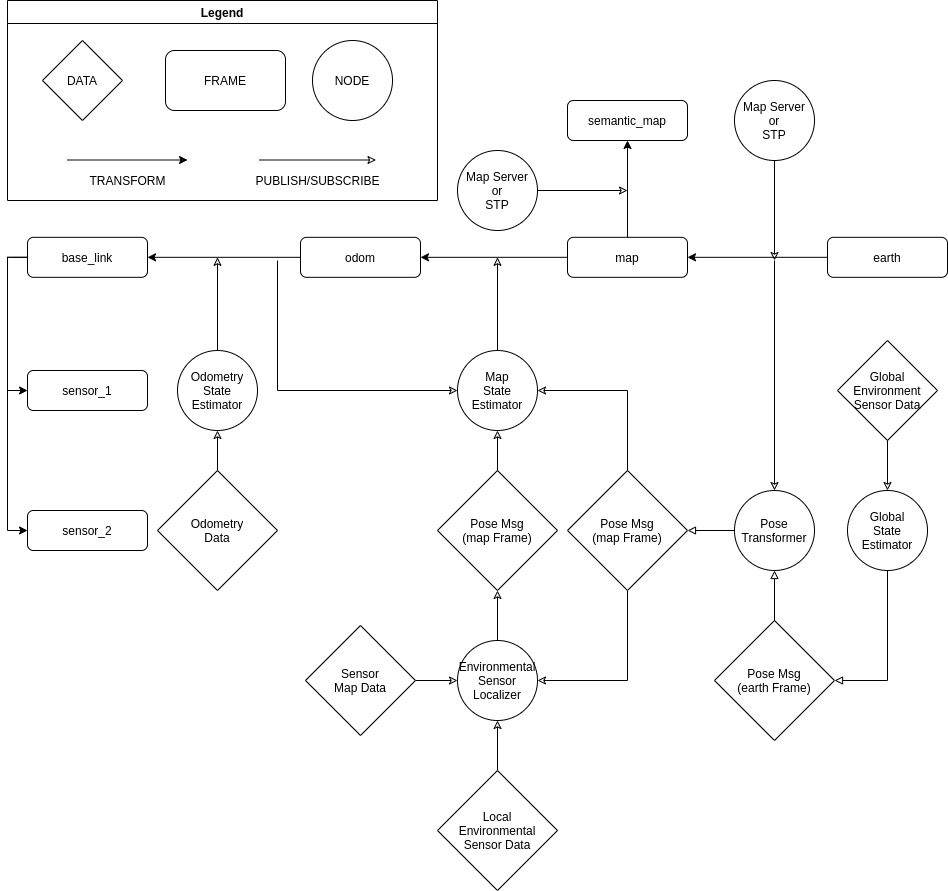 Legend
DATA
FRAME
NODE
TRANSFORM
PUBLISH/SUBSCRIBE
semantic_map
Map Server
or
STP
Map Server
or
STP
base_link
odom
map
earth
sensor_1
Odometry
State
Estimator
Map
State
Estimator
Global
Environment
Sensor Data
sensor_2
Odometry
Data
Pose Msg
(map Frame)
Pose Msg
(map Frame)
Pose
Transformer
Global
State
Estimator
Sensor
Map Data
Environmental
Sensor
Localizer
Pose Msg
(earth Frame)
Local
Environmental
Sensor Data